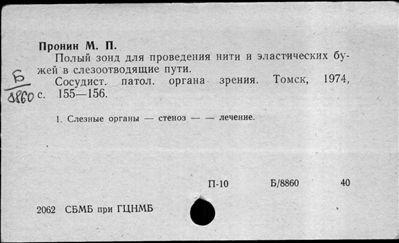 Пронин М. П.
Полый зонд для проведения нити и эластических бу-
жей в слезоотводящие пути.
Сосудист. патол. органа зрения. Томск, 1974,
с. 155—156.
Б
8860
1. Слезные органы — стеноз — — лечение.
П-10 Б/8860 40
2062 СБМБ при ГЦНМБ